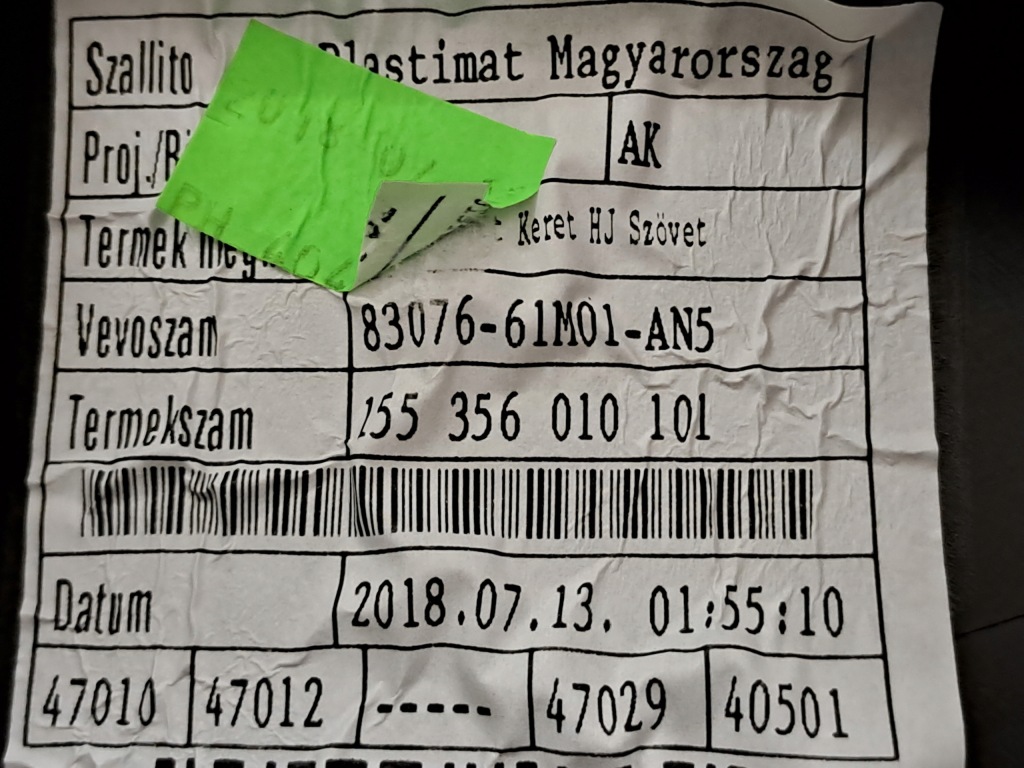 Szallito Plastimat Magyarorszag
Proj./ AK
Termek Keret HJ Szövet
Vevoszam 83076-61M01-AN5
Termekszam 155 356 010 101
Datum 2018.07.13. 01:55:10
47010 47012 ----- 47029 40501